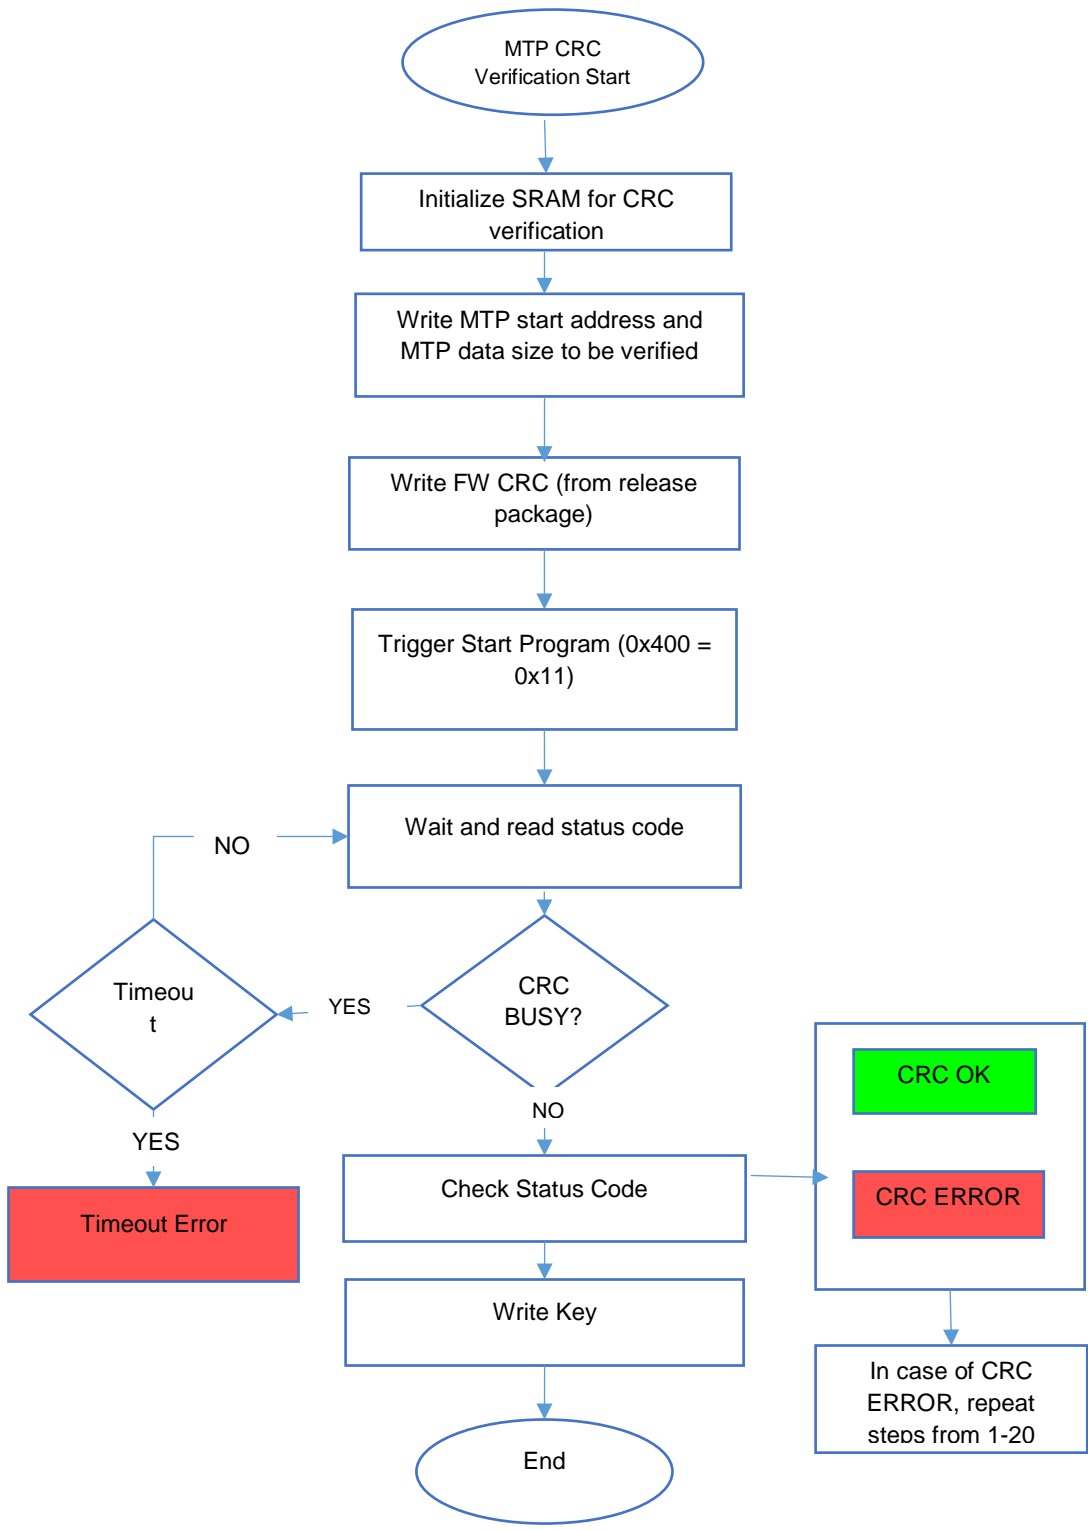 MTP CRC
Verification Start
Initialize SRAM for CRC
verification
Write MTP start address and
MTP data size to be verified
Write FW CRC (from release
package)
Trigger Start Program (0x400 =
0x11)
Wait and read status code
NO
Timeou
t
YES
CRC
BUSY?
CRC OK
NO
YES
Check Status Code
CRC ERROR
Timeout Error
Write Key
In case of CRC
ERROR, repeat
steps from 1-20
End